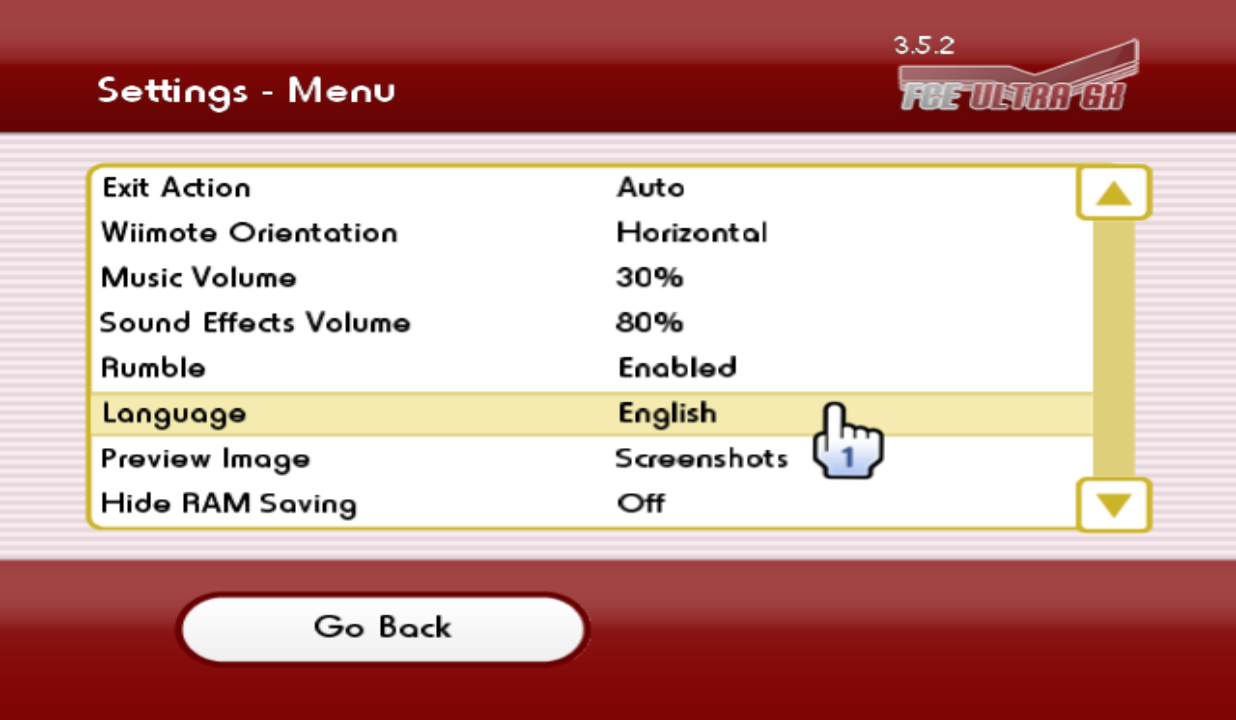 3.5.2
Settings - Menu
FCE ULTRA GX
Exit Action Auto
Wiimote Orientation Horizontal
Music Volume 30%
Sound Effects Volume 80%
Rumble Enabled
Language English
Preview Image Screenshots
Hide RAM Saving Off
1
Go Back